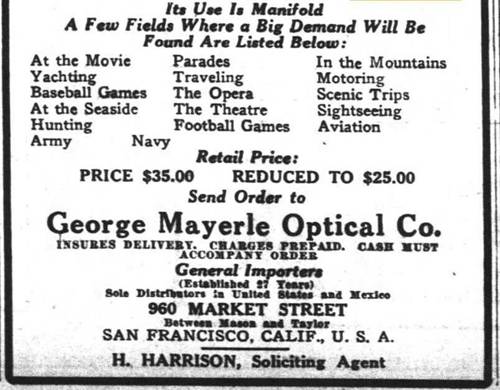 Its Use Is Manifold
A Few Fields Where a Big Demand Will Be
Found Are Listed Below:
At the Movie Parades In the Mountains
Yachting Traveling Motoring
Baseball Games The Opera Scenic Trips
At the Seaside The Theatre Sightseeing
Hunting Football Games Aviation
Army Navy
Retail Price:
PRICE $35.00 REDUCED TO $25.00
Send Order to
George Mayerle Optical Co.
INSURES DELIVERY. CHARGES PREPAID. CASH MUST
ACCOMPANY ORDER
General Importers
(Established 27 Years)
Sole Distributors in United States and Mexico
960 MARKET STREET
Between Mason and Taylor
SAN FRANCISCO, CALIF., U. S. A.
H. HARRISON, Soliciting Agent